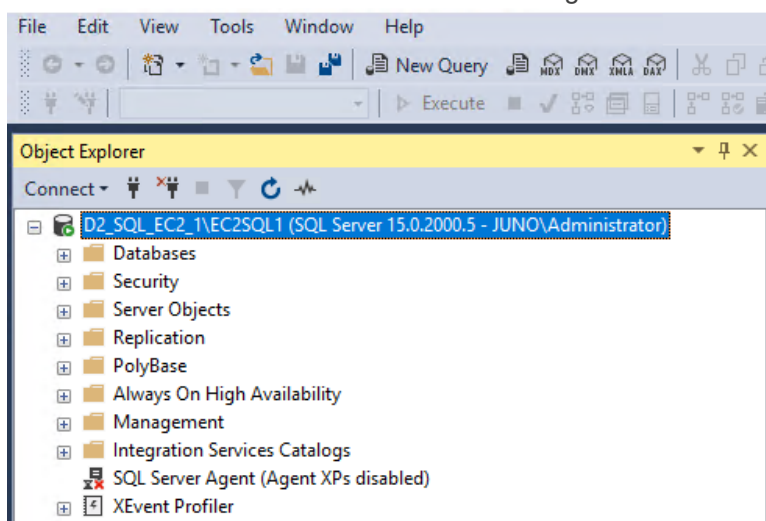 File Edit View Tools Window Help
New Query MDX DMX XMLA DAX
Execute
Object Explorer
Connect
D2_SQL_EC2_1\EC2SQL1 (SQL Server 15.0.2000.5 - JUNO\Administrator)
Databases
Security
Server Objects
Replication
PolyBase
Always On High Availability
Management
Integration Services Catalogs
SQL Server Agent (Agent XPs disabled)
XEvent Profiler